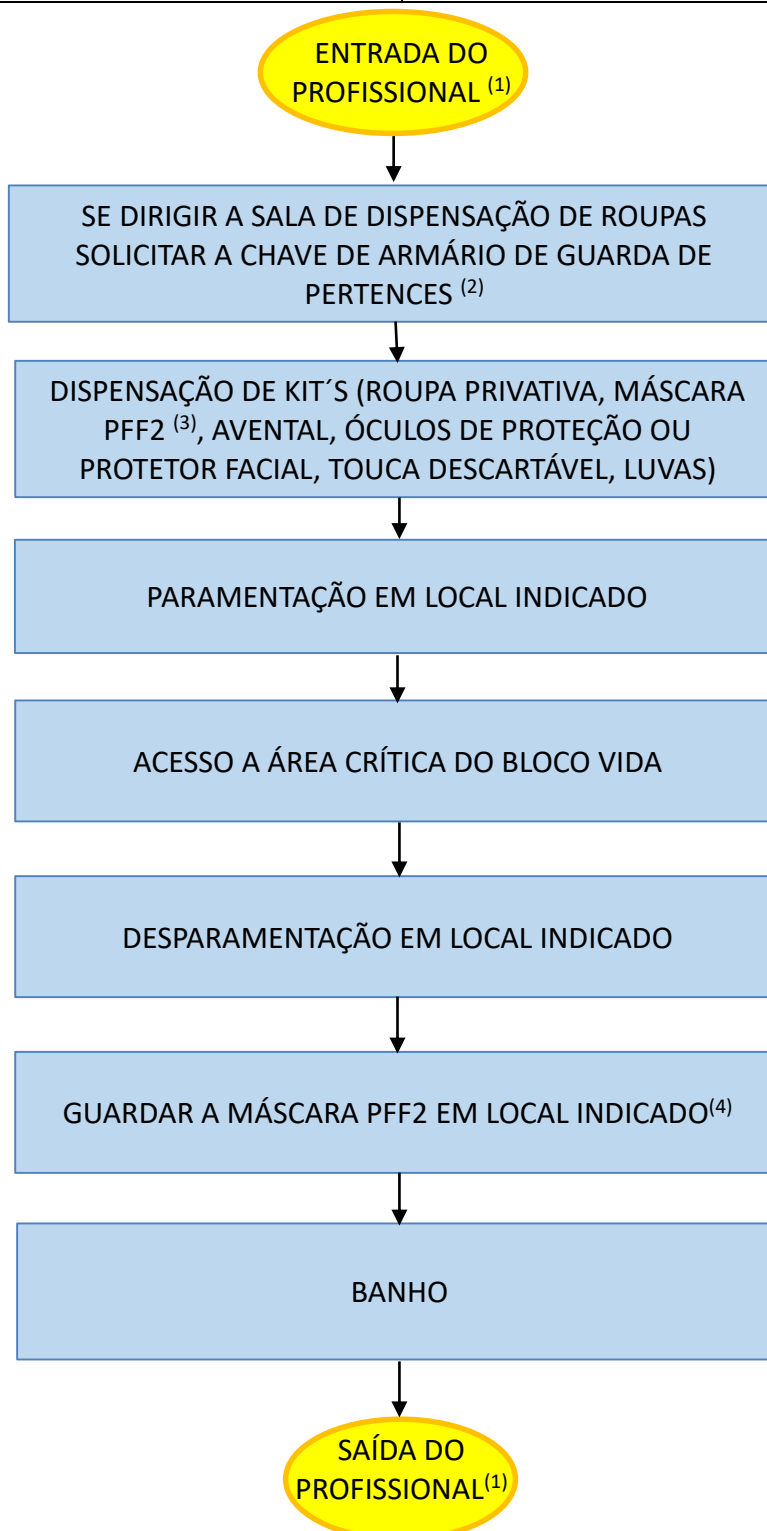 ENTRADA DO
PROFISSIONAL (1)
SE DIRIGIR A SALA DE DISPENSAÇÃO DE ROUPAS
SOLICITAR A CHAVE DE ARMÁRIO DE GUARDA DE
PERTENCES (2)
DISPENSAÇÃO DE KIT´S (ROUPA PRIVATIVA, MÁSCARA
PFF2 (3), AVENTAL, ÓCULOS DE PROTEÇÃO OU
PROTETOR FACIAL, TOUCA DESCARTÁVEL, LUVAS)
PARAMENTAÇÃO EM LOCAL INDICADO
ACESSO A ÁREA CRÍTICA DO BLOCO VIDA
DESPARAMENTAÇÃO EM LOCAL INDICADO
GUARDAR A MÁSCARA PFF2 EM LOCAL INDICADO(4)
BANHO
SAÍDA DO
PROFISSIONAL(1)